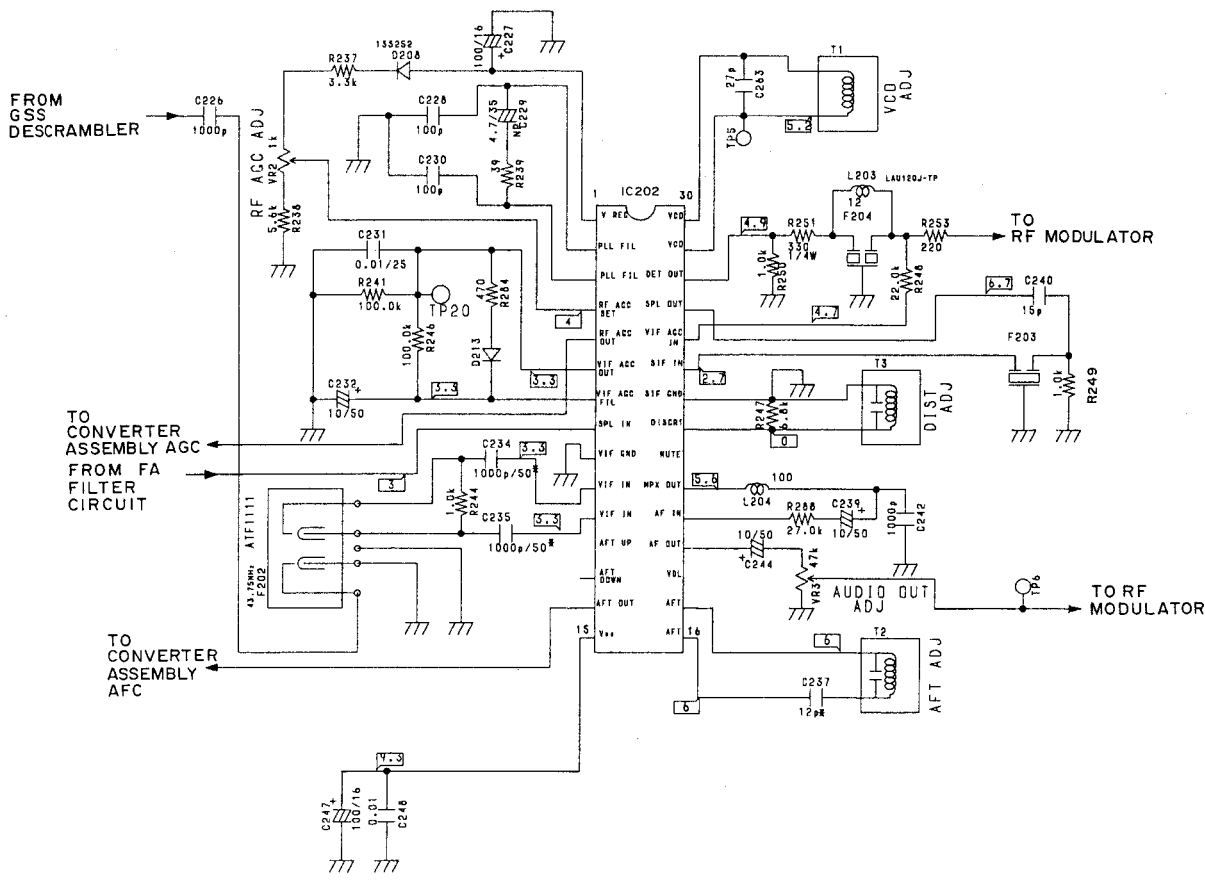 FROM
GSS
DESCRAMBLER
C226
1000p
R237
3.3k
D208
100/16
C227
+
RF AGC ADJ
VR2
1k
5.6k
R238
C228
100p
4.7/35
NP
C229
C230
100p
39
R239
C231
0.01/25
R241
100.0k
TP20
100.0k
R246
470
R284
D213
C232
+
10/50
3.3
3.3
4
TO
CONVERTER
ASSEMBLY AGC
FROM FA
FILTER
CIRCUIT
3
C234
3.3
1000p/50*
1.0k
R244
C235
3.3
1000p/50*
ATF1111
43.75MHz
F202
TO
CONVERTER
ASSEMBLY
AFC
9.3
C247
+
100/16
0.01
C248
IC202
1
30
15
16
V REG
PLL FIL
PLL FIL
RF AGC
SET
RF AGC
OUT
VIF AGC
OUT
VIF AGC
FIL
SPL IN
VIF GND
VIF IN
VIF IN
AFT UP
AFT
DOWN
AFT OUT
VCO
VCO
DET OUT
SPL OUT
VIF AGC
IN
SIF IN
SIF GND
DISCRI
MUTE
MPX OUT
AF IN
AF OUT
VOL
AFT
AFT
27p
C263
TP5
5.2
T1
VCO ADJ
4.9
1.0k
R250
R251
330
1/4W
L203
LAU120J-TP
12
F204
R253
220
22.0k
R248
TO
RF MODULATOR
4.7
6.7
C240
15p
F203
1.0k
R249
2.7
R247
6.8k
0
T3
DIST ADJ
5.6
100
L204
R288
27.0k
C239
+
10/50
1000p
C242
10/50
+
C244
47k
VR3
AUDIO OUT
ADJ
TP6
TO RF
MODULATOR
6
6
T2
AFT ADJ
C237
12p*